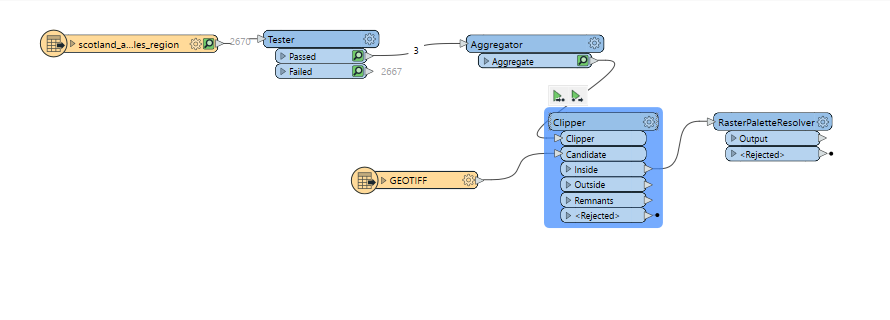 scotland_a...les_region
2670
Tester
Passed
Failed
3
2667
Aggregator
Aggregate
Clipper
Clipper
Candidate
Inside
Outside
Remnants
<Rejected>
GEOTIFF
RasterPaletteResolver
Output
<Rejected>